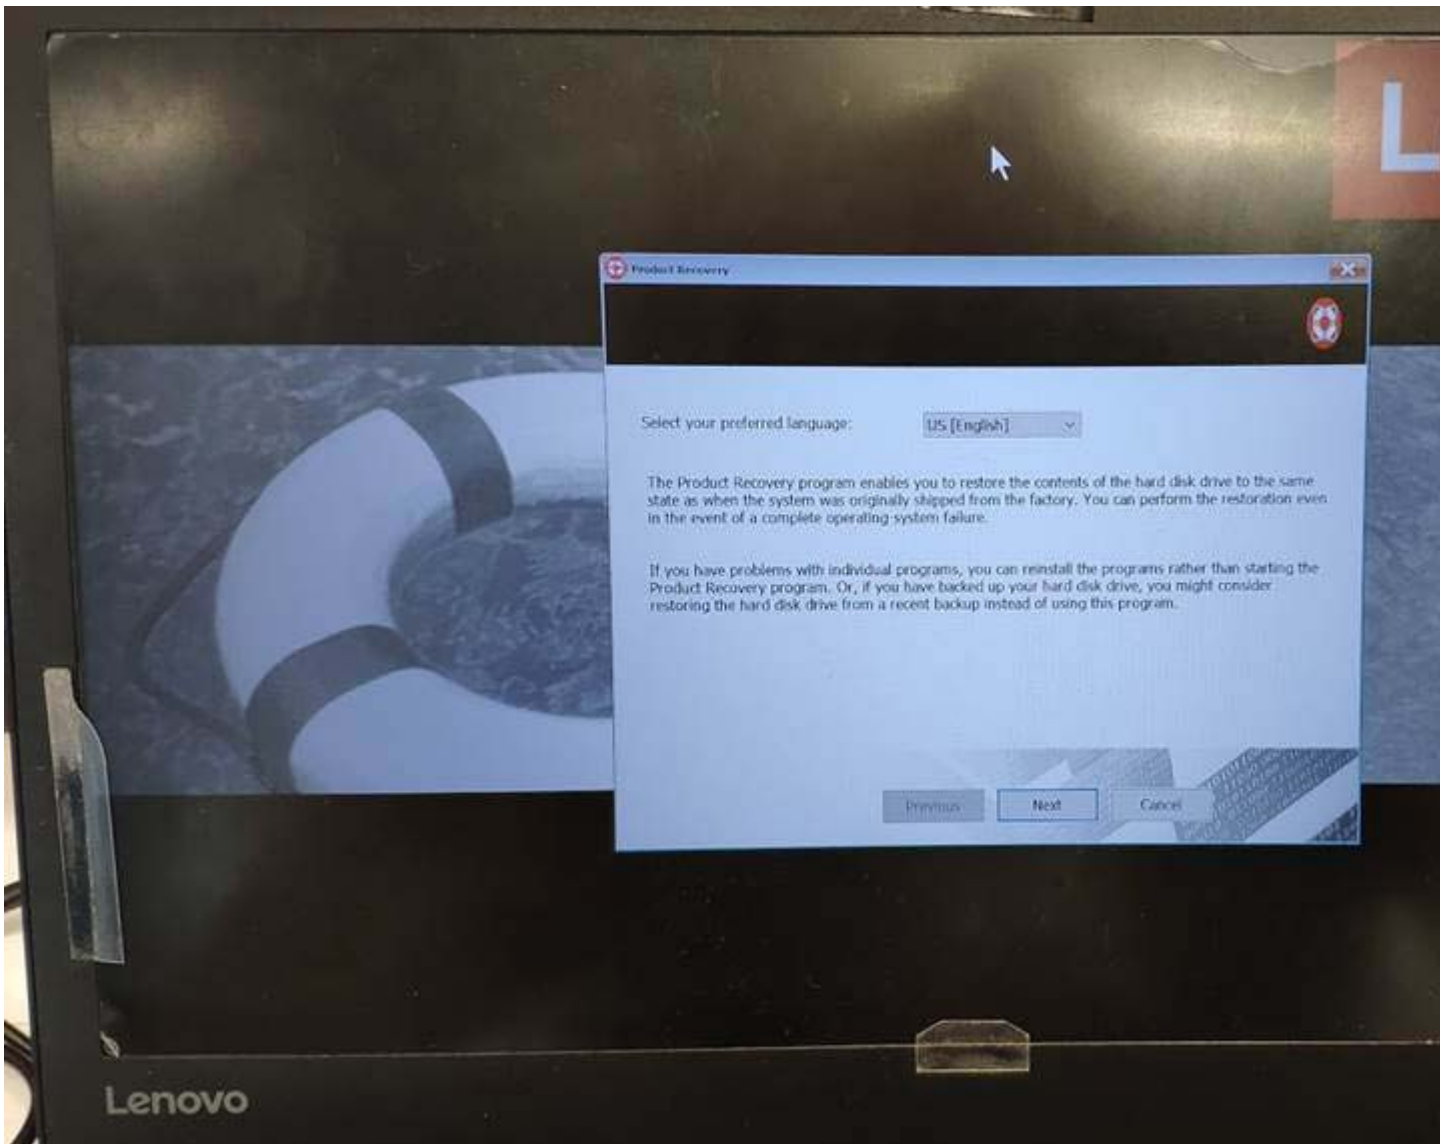 L
Product Recovery
Select your preferred language:
US [English]
The Product Recovery program enables you to restore the contents of the hard disk drive to the same
state as when the system was originally shipped from the factory. You can perform the restoration even
in the event of a complete operating-system failure.
If you have problems with individual programs, you can reinstall the programs rather than starting the
Product Recovery program. Or, if you have backed up your hard disk drive, you might consider
restoring the hard disk drive from a recent backup instead of using this program.
Previous Next Cancel
Lenovo